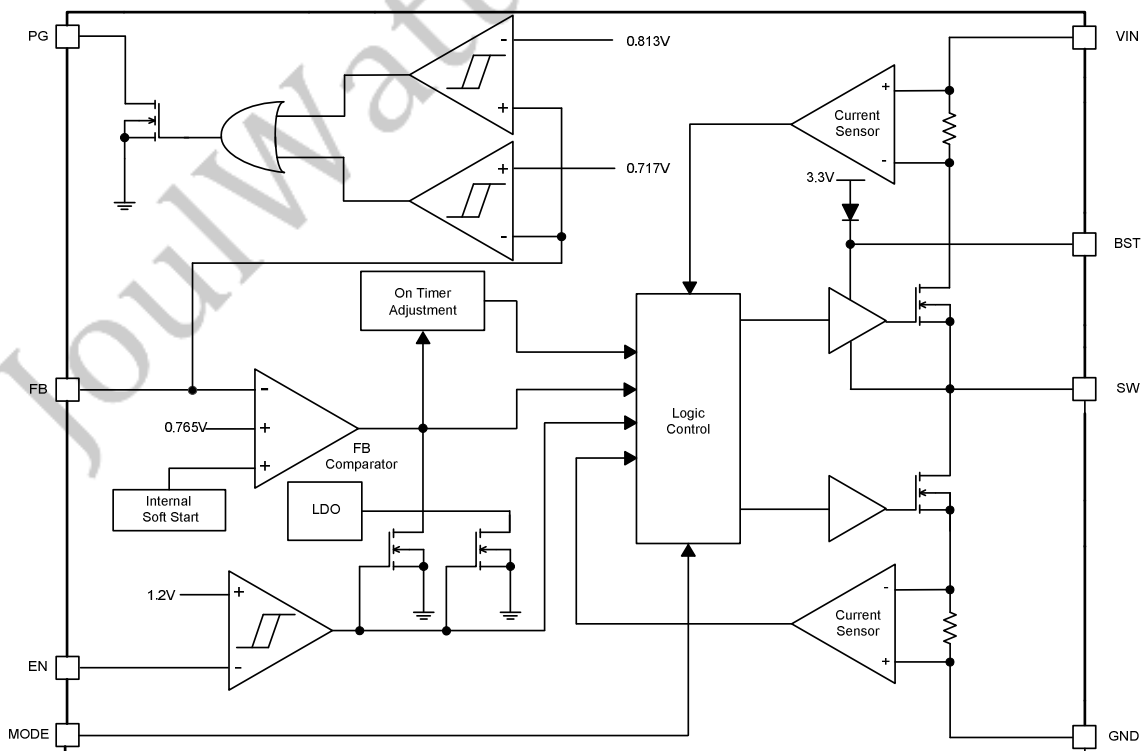 PG
0.813V
VIN
-
+
+
Current
Sensor
-
+
0.717V
-
3.3V
BST
On Timer
Adjustment
FB
-
0.765V
+
+
FB
Comparator
Internal
Soft Start
LDO
Logic
Control
SW
1.2V
+
-
EN
-
Current
Sensor
+
MODE
GND
JoulWat